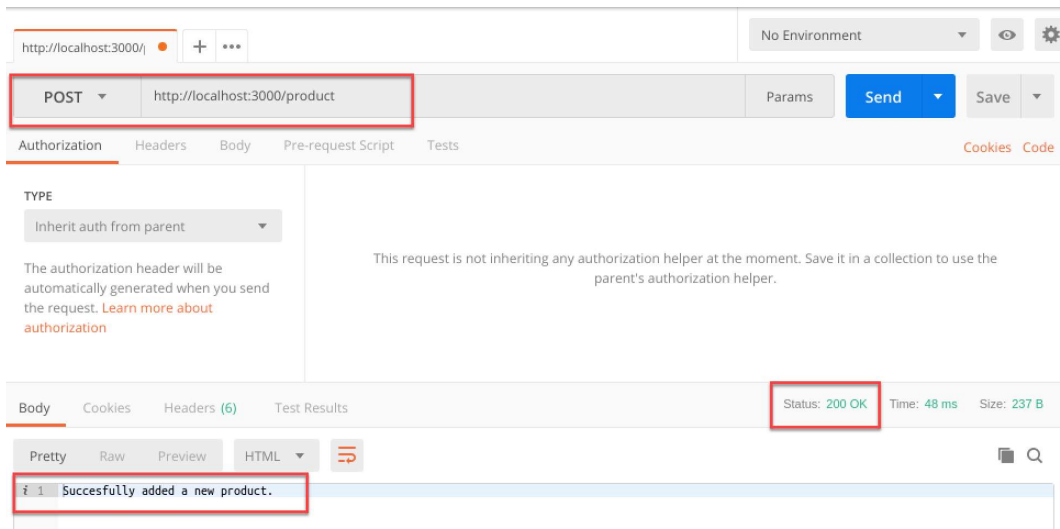 http://localhost:3000/
No Environment
POST
http://localhost:3000/product
Params
Send
Save
Authorization
Headers
Body
Pre-request Script
Tests
Cookies
Code
TYPE
Inherit auth from parent
The authorization header will be
automatically generated when you send
the request. Learn more about
authorization
This request is not inheriting any authorization helper at the moment. Save it in a collection to use the
parent's authorization helper.
Body
Cookies
Headers (6)
Test Results
Status: 200 OK
Time: 48 ms
Size: 237 B
Pretty
Raw
Preview
HTML
i 1
Succesfully added a new product.